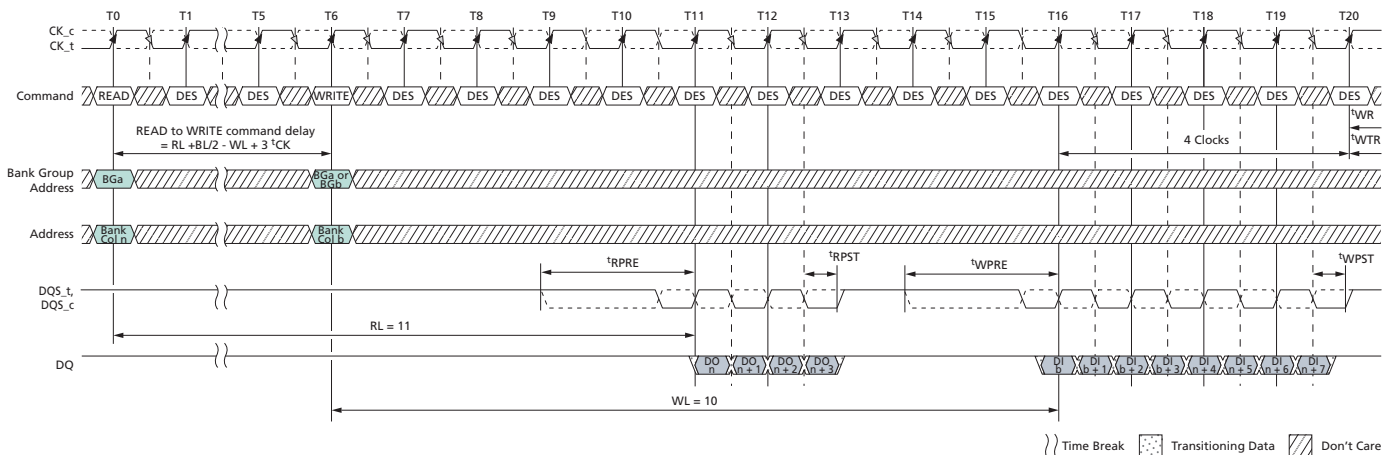 T0 T1 T5 T6 T7 T8 T9 T10 T11 T12 T13 T14 T15 T16 T17 T18 T19 T20
CK_c
CK_t
Command READ DES DES WRITE DES DES DES DES DES DES DES DES DES DES DES DES DES DES
tWR
READ to WRITE command delay
= RL +BL/2 - WL + 3 tCK
4 Clocks
tWTR
Bank Group
Address
BGa
BGa or
BGb
Address
Bank
Col n
Bank
Col b
tRPRE tRPST tWPRE tWPST
DQS_t,
DQS_c
RL = 11
DQ
DO
n
DO
n + 1
DO
n + 2
DO
n + 3
DI
b
DI
b + 1
DI
b + 2
DI
b + 3
DI
n + 4
DI
n + 5
DI
n + 6
DI
n + 7
WL = 10
Time Break Transitioning Data Don't Care